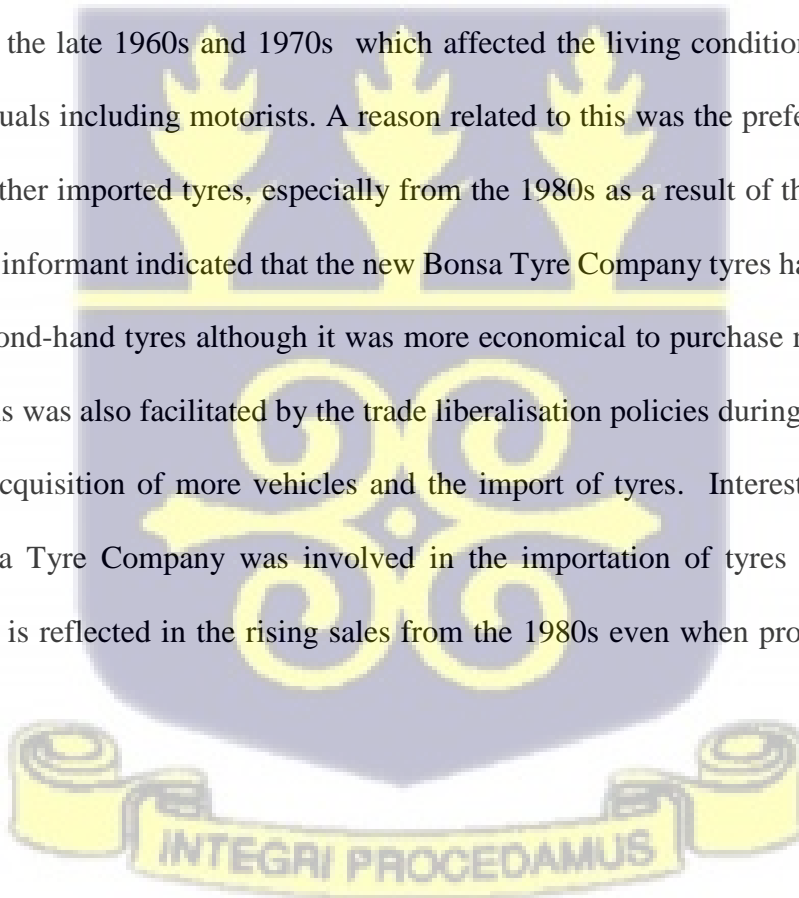 the late 1960s and 1970s which affected the living condition
uals including motorists. A reason related to this was the prefe
ther imported tyres, especially from the 1980s as a result of th
informant indicated that the new Bonsa Tyre Company tyres ha
ond-hand tyres although it was more economical to purchase
is was also facilitated by the trade liberalisation policies during
cquisition of more vehicles and the import of tyres. Interest
a Tyre Company was involved in the importation of tyres
is reflected in the rising sales from the 1980s even when pro
INTEGRI PROCEDAMUS